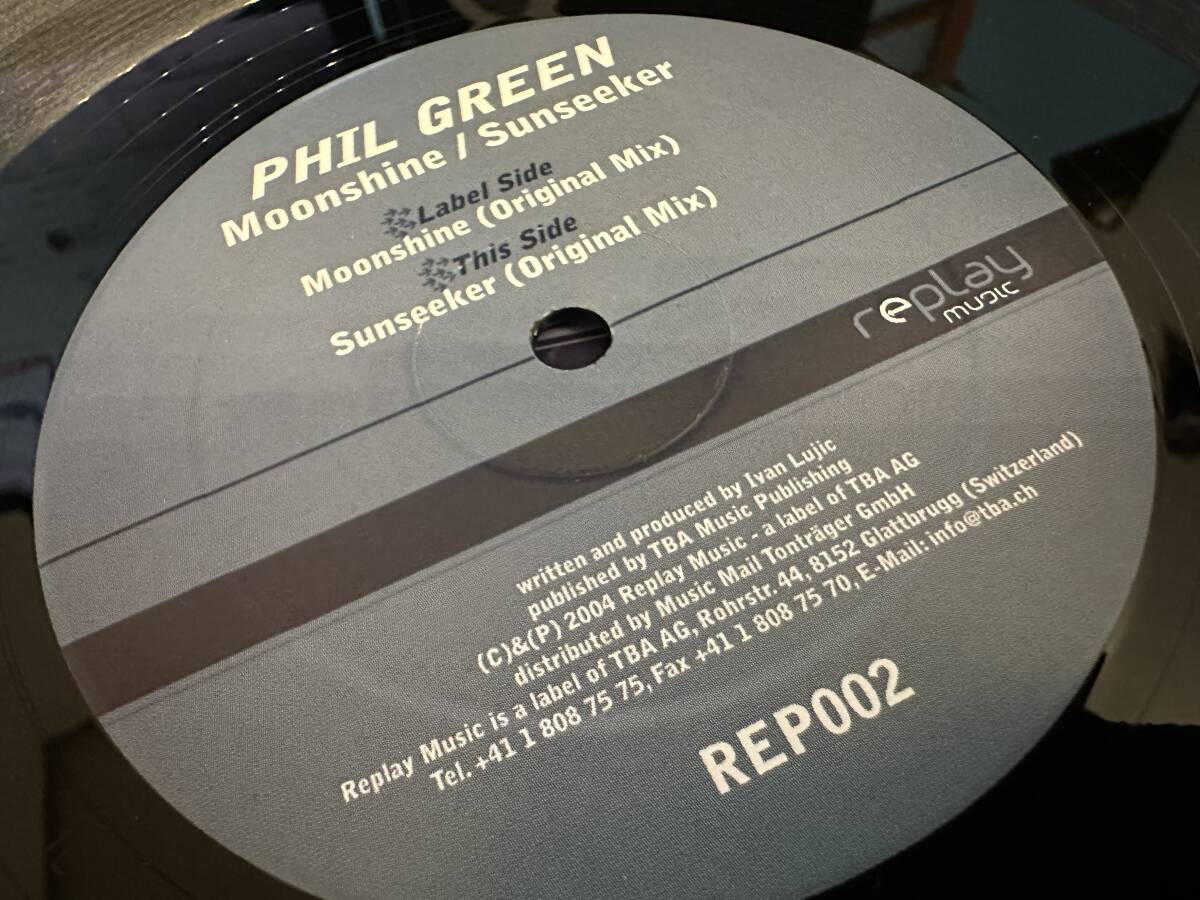 PHIL GREEN
Moonshine / Sunseeker
Label Side
Moonshine (Original Mix)
This Side
Sunseeker (Original Mix)
replay
music
written and produced by Ivan Lujic
published by TBA Music Publishing
(C)&(P) 2004 Replay Music - a label of TBA AG
distributed by Music Mail Tonträger GmbH
Replay Music is a label of TBA AG, Rohrstr. 44, 8152 Glattbrugg (Switzerland)
Tel. +41 1 808 75 75, Fax +41 1 808 75 70, E-Mail: info@tba.ch
REP002